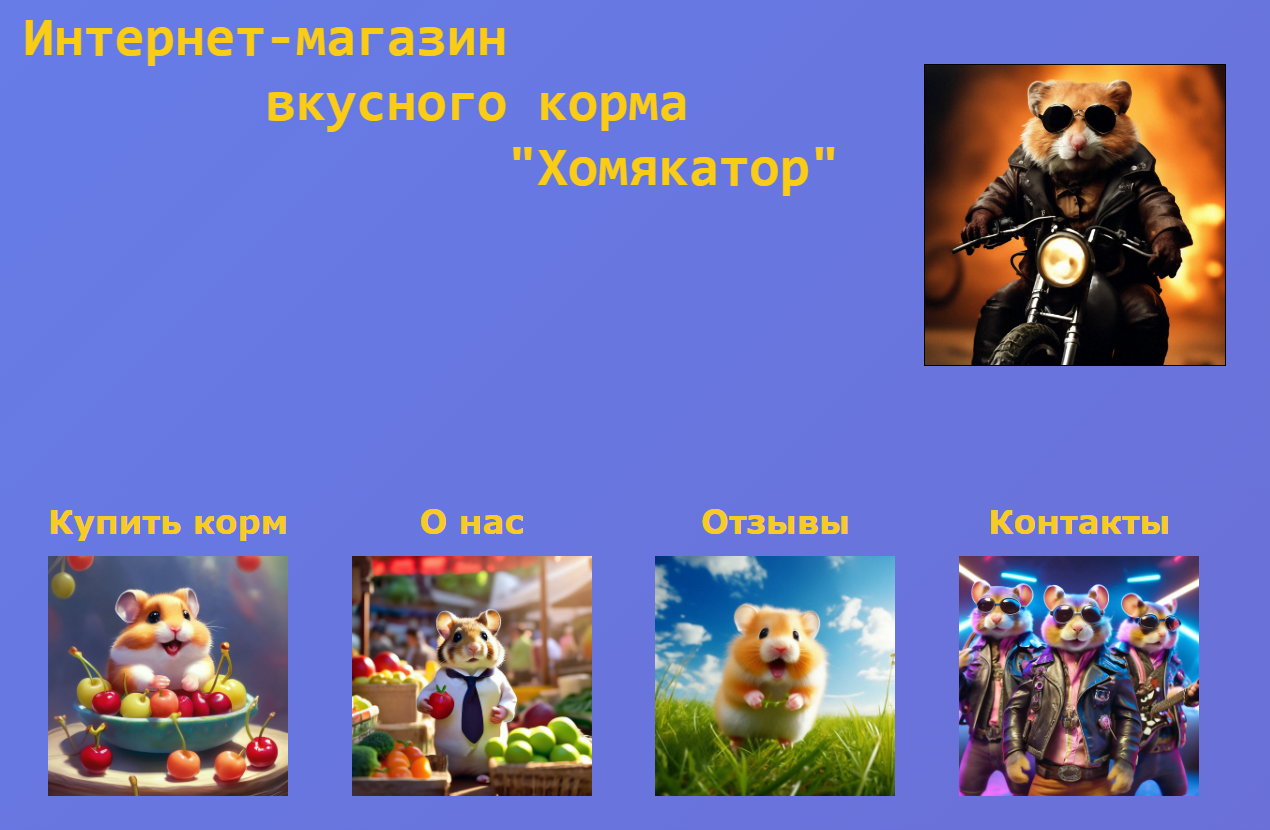 Интернет-магазин
вкусного корма
"Хомякатор"
Купить корм
О нас
Отзывы
Контакты